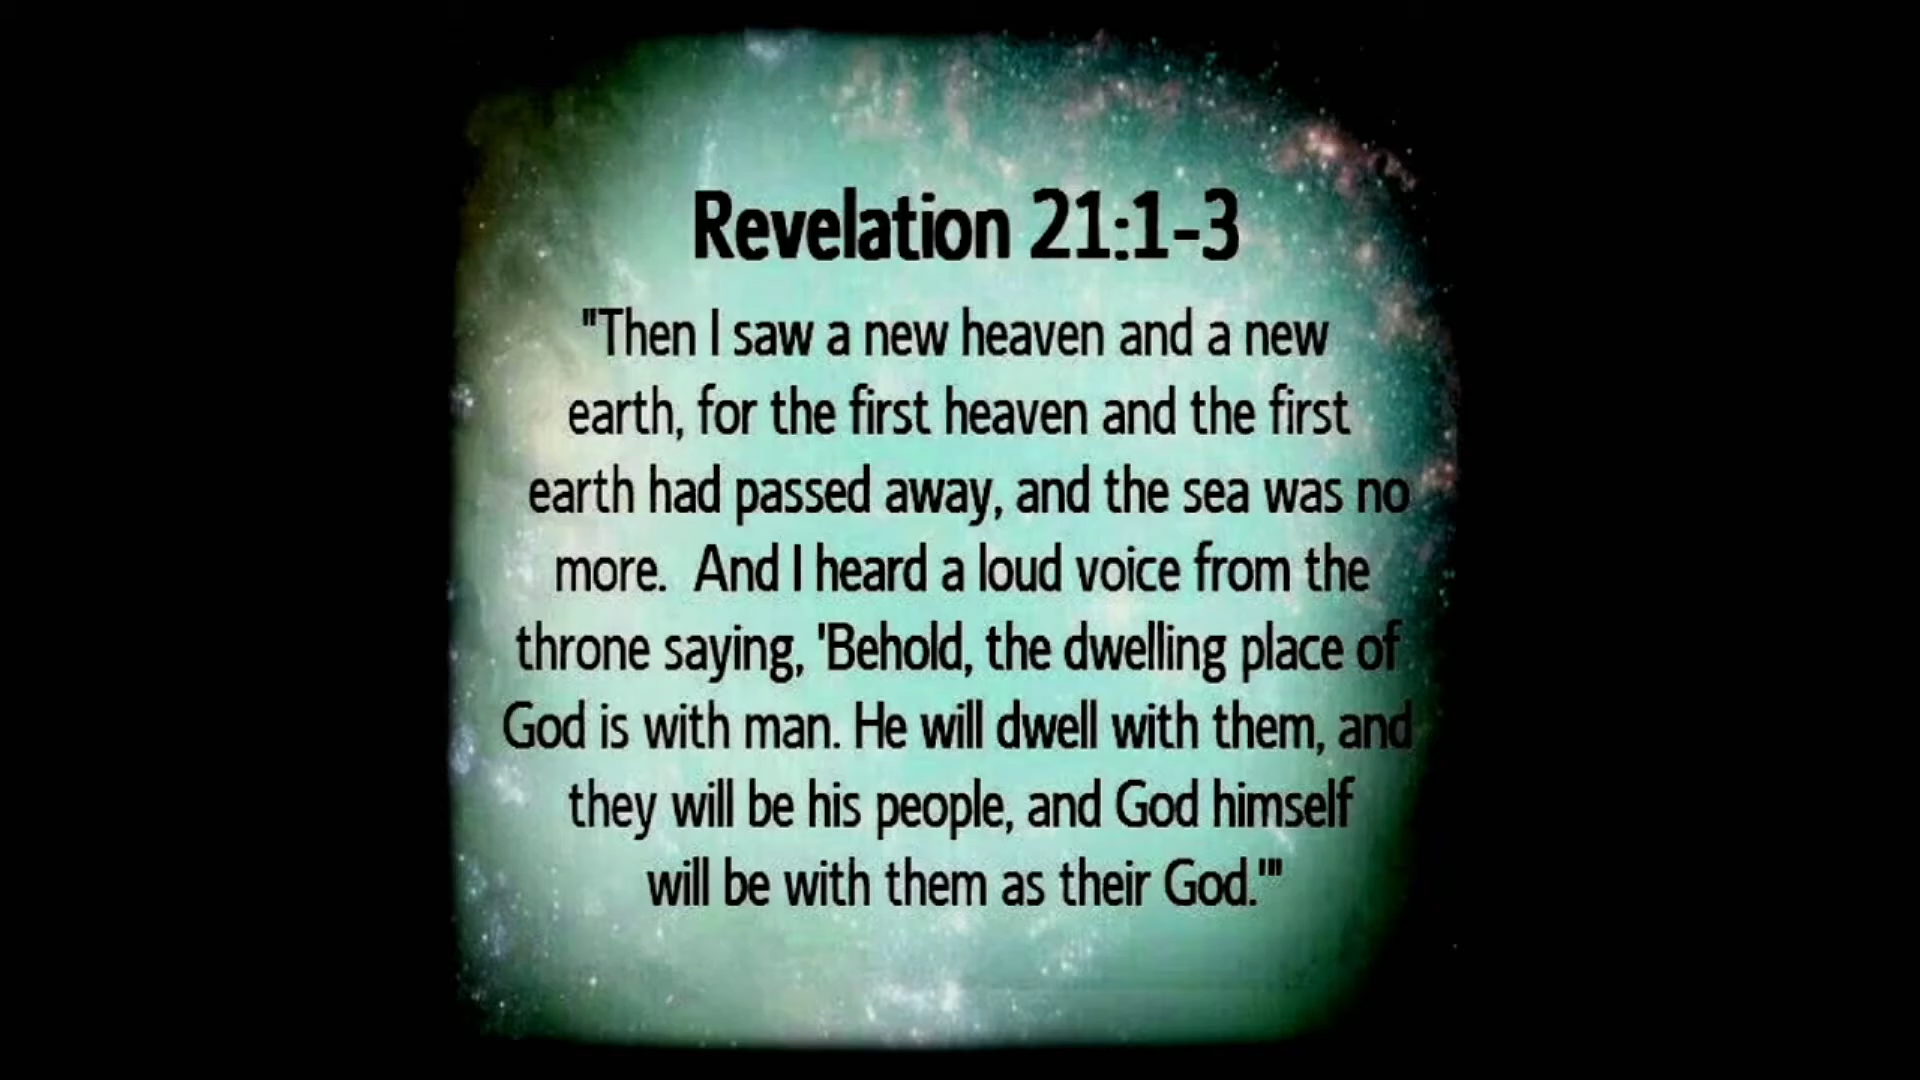 Revelation 21:1-3
"Then I saw a new heaven and a new
earth, for the first heaven and the first
earth had passed away, and the sea was no
more.  And I heard a loud voice from the
throne saying, 'Behold, the dwelling place of
God is with man. He will dwell with them, and
they will be his people, and God himself
will be with them as their God.'"